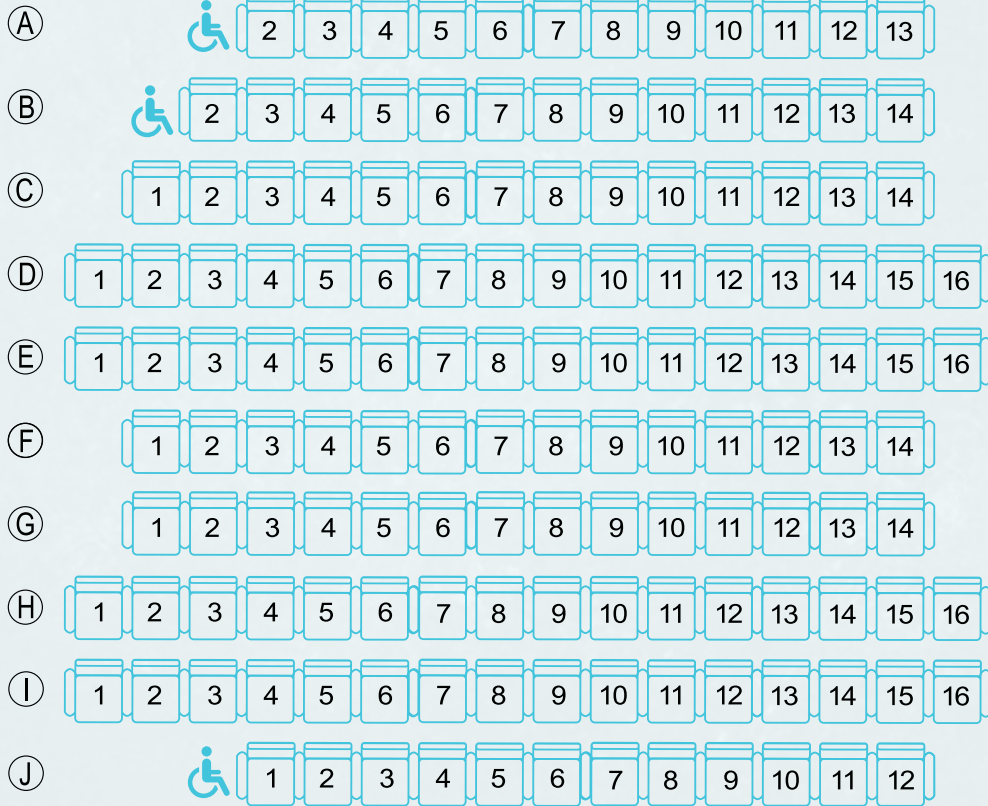 A 2 3 4 5 6 7 8 9 10 11 12 13
B 2 3 4 5 6 7 8 9 10 11 12 13 14
C 1 2 3 4 5 6 7 8 9 10 11 12 13 14
D 1 2 3 4 5 6 7 8 9 10 11 12 13 14 15 16
E 1 2 3 4 5 6 7 8 9 10 11 12 13 14 15 16
F 1 2 3 4 5 6 7 8 9 10 11 12 13 14
G 1 2 3 4 5 6 7 8 9 10 11 12 13 14
H 1 2 3 4 5 6 7 8 9 10 11 12 13 14 15 16
I 1 2 3 4 5 6 7 8 9 10 11 12 13 14 15 16
J 1 2 3 4 5 6 7 8 9 10 11 12